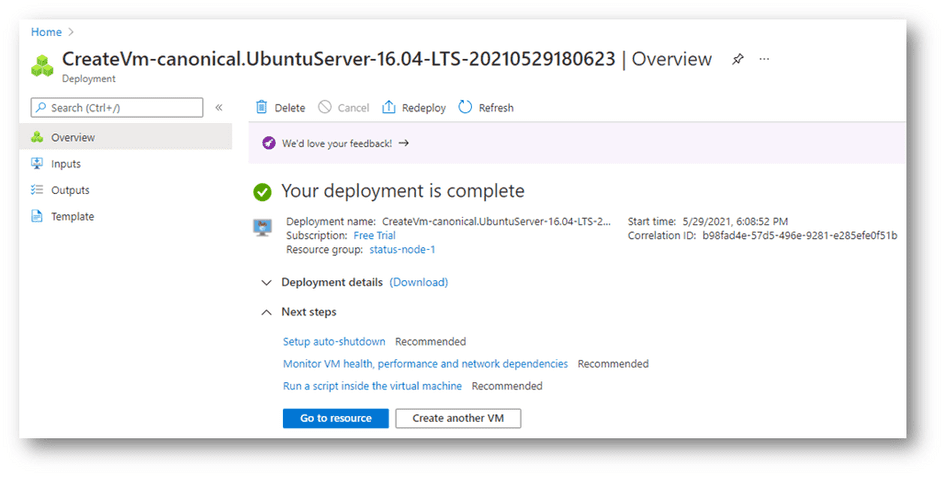 Home >
CreateVm-canonical.UbuntuServer-16.04-LTS-20210529180623 | Overview ...
Deployment
Search (Ctrl+/) «
Delete Cancel Redeploy Refresh
Overview
Inputs
Outputs
Template
We'd love your feedback! →
Your deployment is complete
Deployment name: CreateVm-canonical.UbuntuServer-16.04-LTS-2... Start time: 5/29/2021, 6:08:52 PM
Subscription: Free Trial Correlation ID: b98fad4e-57d5-496e-9281-e285efe0f51b
Resource group: status-node-1
Deployment details (Download)
Next steps
Setup auto-shutdown Recommended
Monitor VM health, performance and network dependencies Recommended
Run a script inside the virtual machine Recommended
Go to resource Create another VM